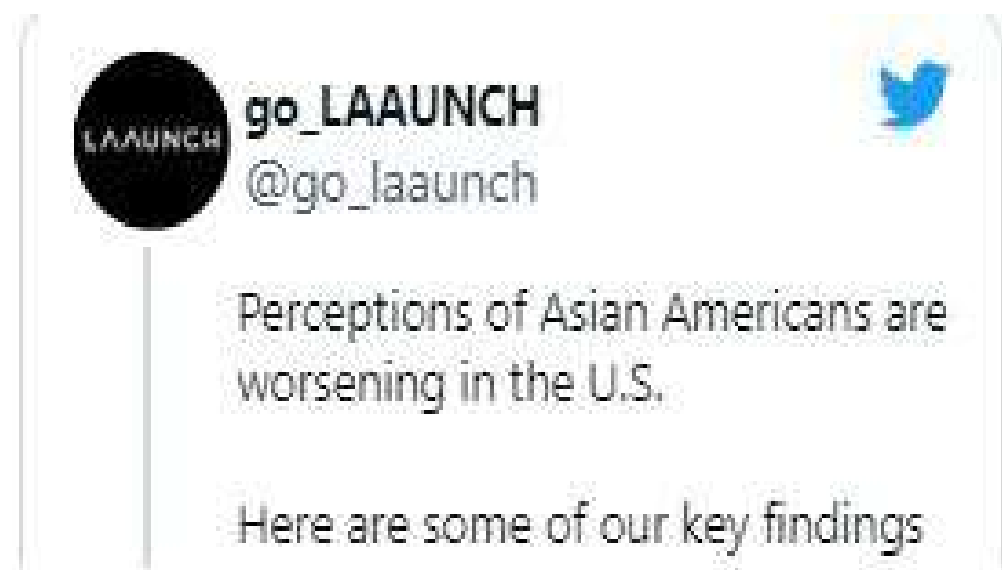 LAAUNCH
go_LAAUNCH
@go_laaunch
Perceptions of Asian Americans are
worsening in the U.S.
Here are some of our key findings